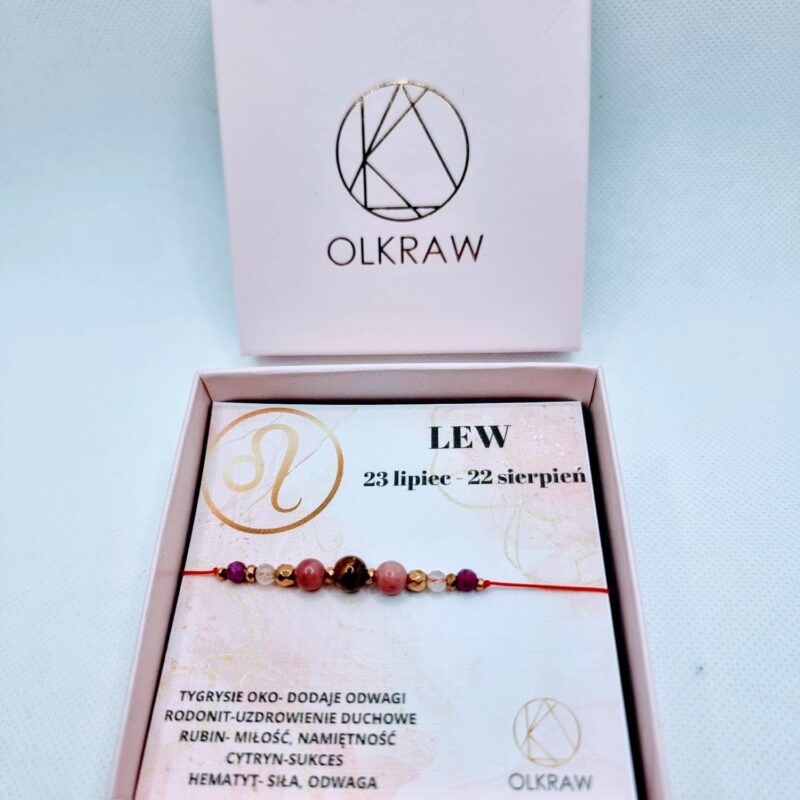 OLKRAW
LEW
23 lipiec - 22 sierpień
TYGRYSIE OKO- DODAJE ODWAGI
RODONIT-UZDROWIENIE DUCHOWE
RUBIN- MIŁOŚĆ, NAMIĘTNOŚĆ
CYTRYN-SUKCES
HEMATYT- SIŁA, ODWAGA
OLKRAW